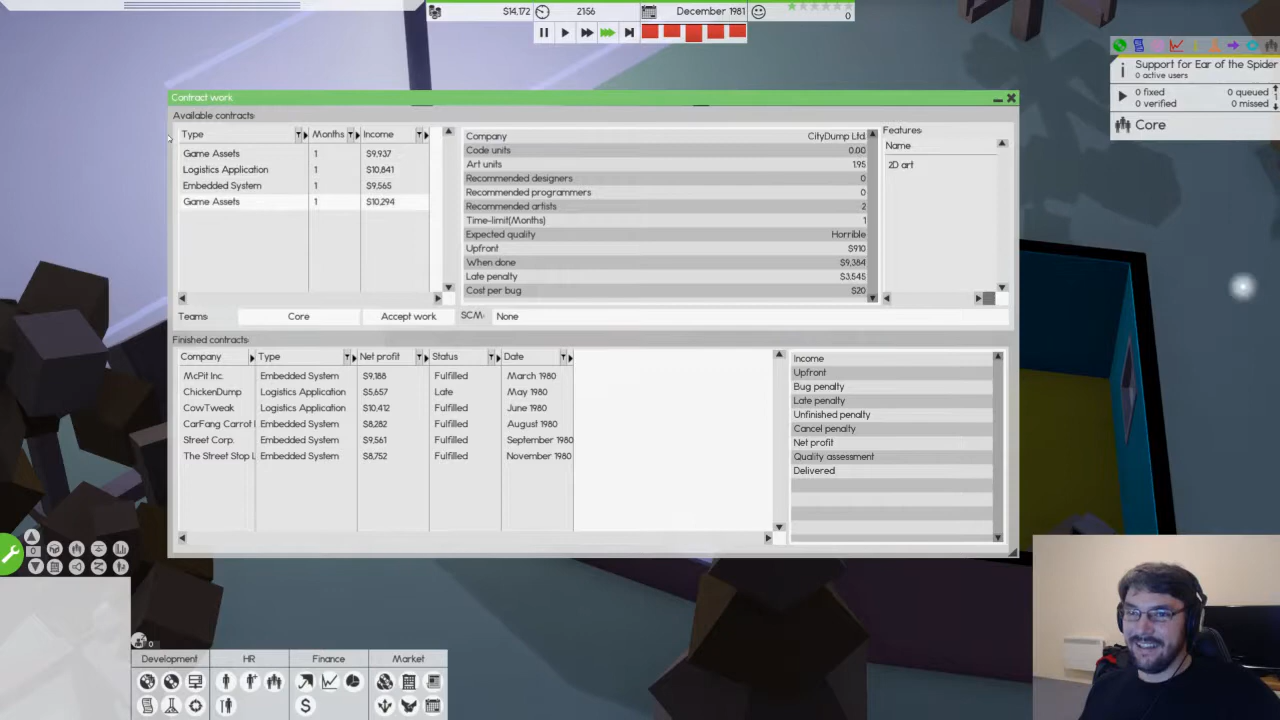 $14,172 2156 December 1981
0
Support for Ear of the Spider
0 active users
0 fixed 0 queued
0 verified 0 missed
1
Core
Contract work
Available contracts
Type Months Income
Game Assets 1 $9,937
Logistics Application 1 $10,841
Embedded System 1 $9,565
Game Assets 1 $10,294
Company CityDump Ltd.
Code units 0.00
Art units 1.95
Recommended designers 0
Recommended programmers 0
Recommended artists 2
Time-limit(Months) 1
Expected quality Horrible
Upfront $910
When done $9,384
Late penalty $3,545
Cost per bug $20
Features
Name
2D art
Teams Core Accept work SCM: None
Finished contracts
Company Type Net profit Status Date
McPit Inc. Embedded System $9,188 Fulfilled March 1980
ChickenDump Logistics Application $5,657 Late May 1980
CowTweak Logistics Application $10,412 Fulfilled June 1980
CarFang Carrot Embedded System $8,282 Fulfilled August 1980
Street Corp. Embedded System $9,561 Fulfilled September 1980
The Street Stop L Embedded System $8,752 Fulfilled November 1980
Income
Upfront
Bug penalty
Late penalty
Unfinished penalty
Cancel penalty
Net profit
Quality assessment
Delivered
0
0
Development HR Finance Market